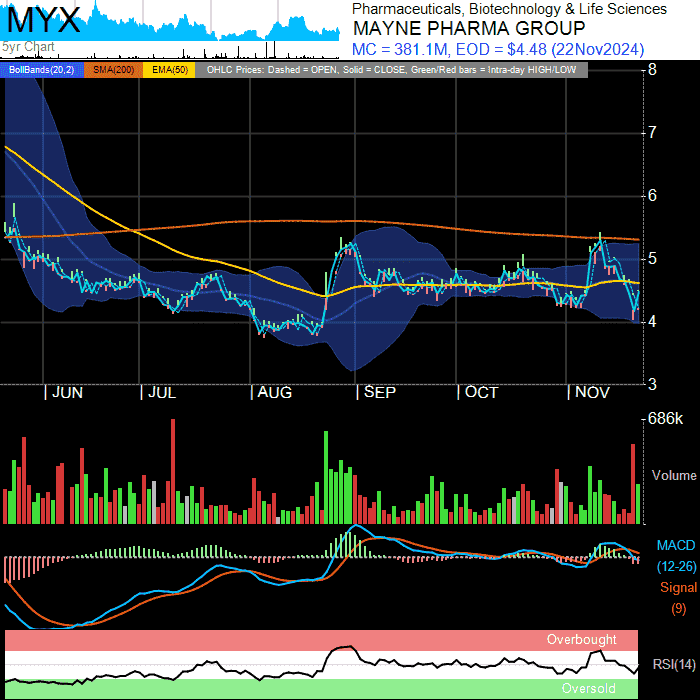 MYX
5yr Chart
Pharmaceuticals, Biotechnology & Life Sciences
MAYNE PHARMA GROUP
MC = 381.1M, EOD = $4.48 (22Nov2024)
BollBands(20,2) SMA(200) EMA(50) OHLC Prices: Dashed = OPEN, Solid = CLOSE, Green/Red bars = Intra-day HIGH/LOW
8
7
6
5
4
3
| JUN | JUL | AUG | SEP | OCT | NOV
686k
Volume
MACD
(12-26)
Signal
(9)
Overbought
RSI(14)
Oversold